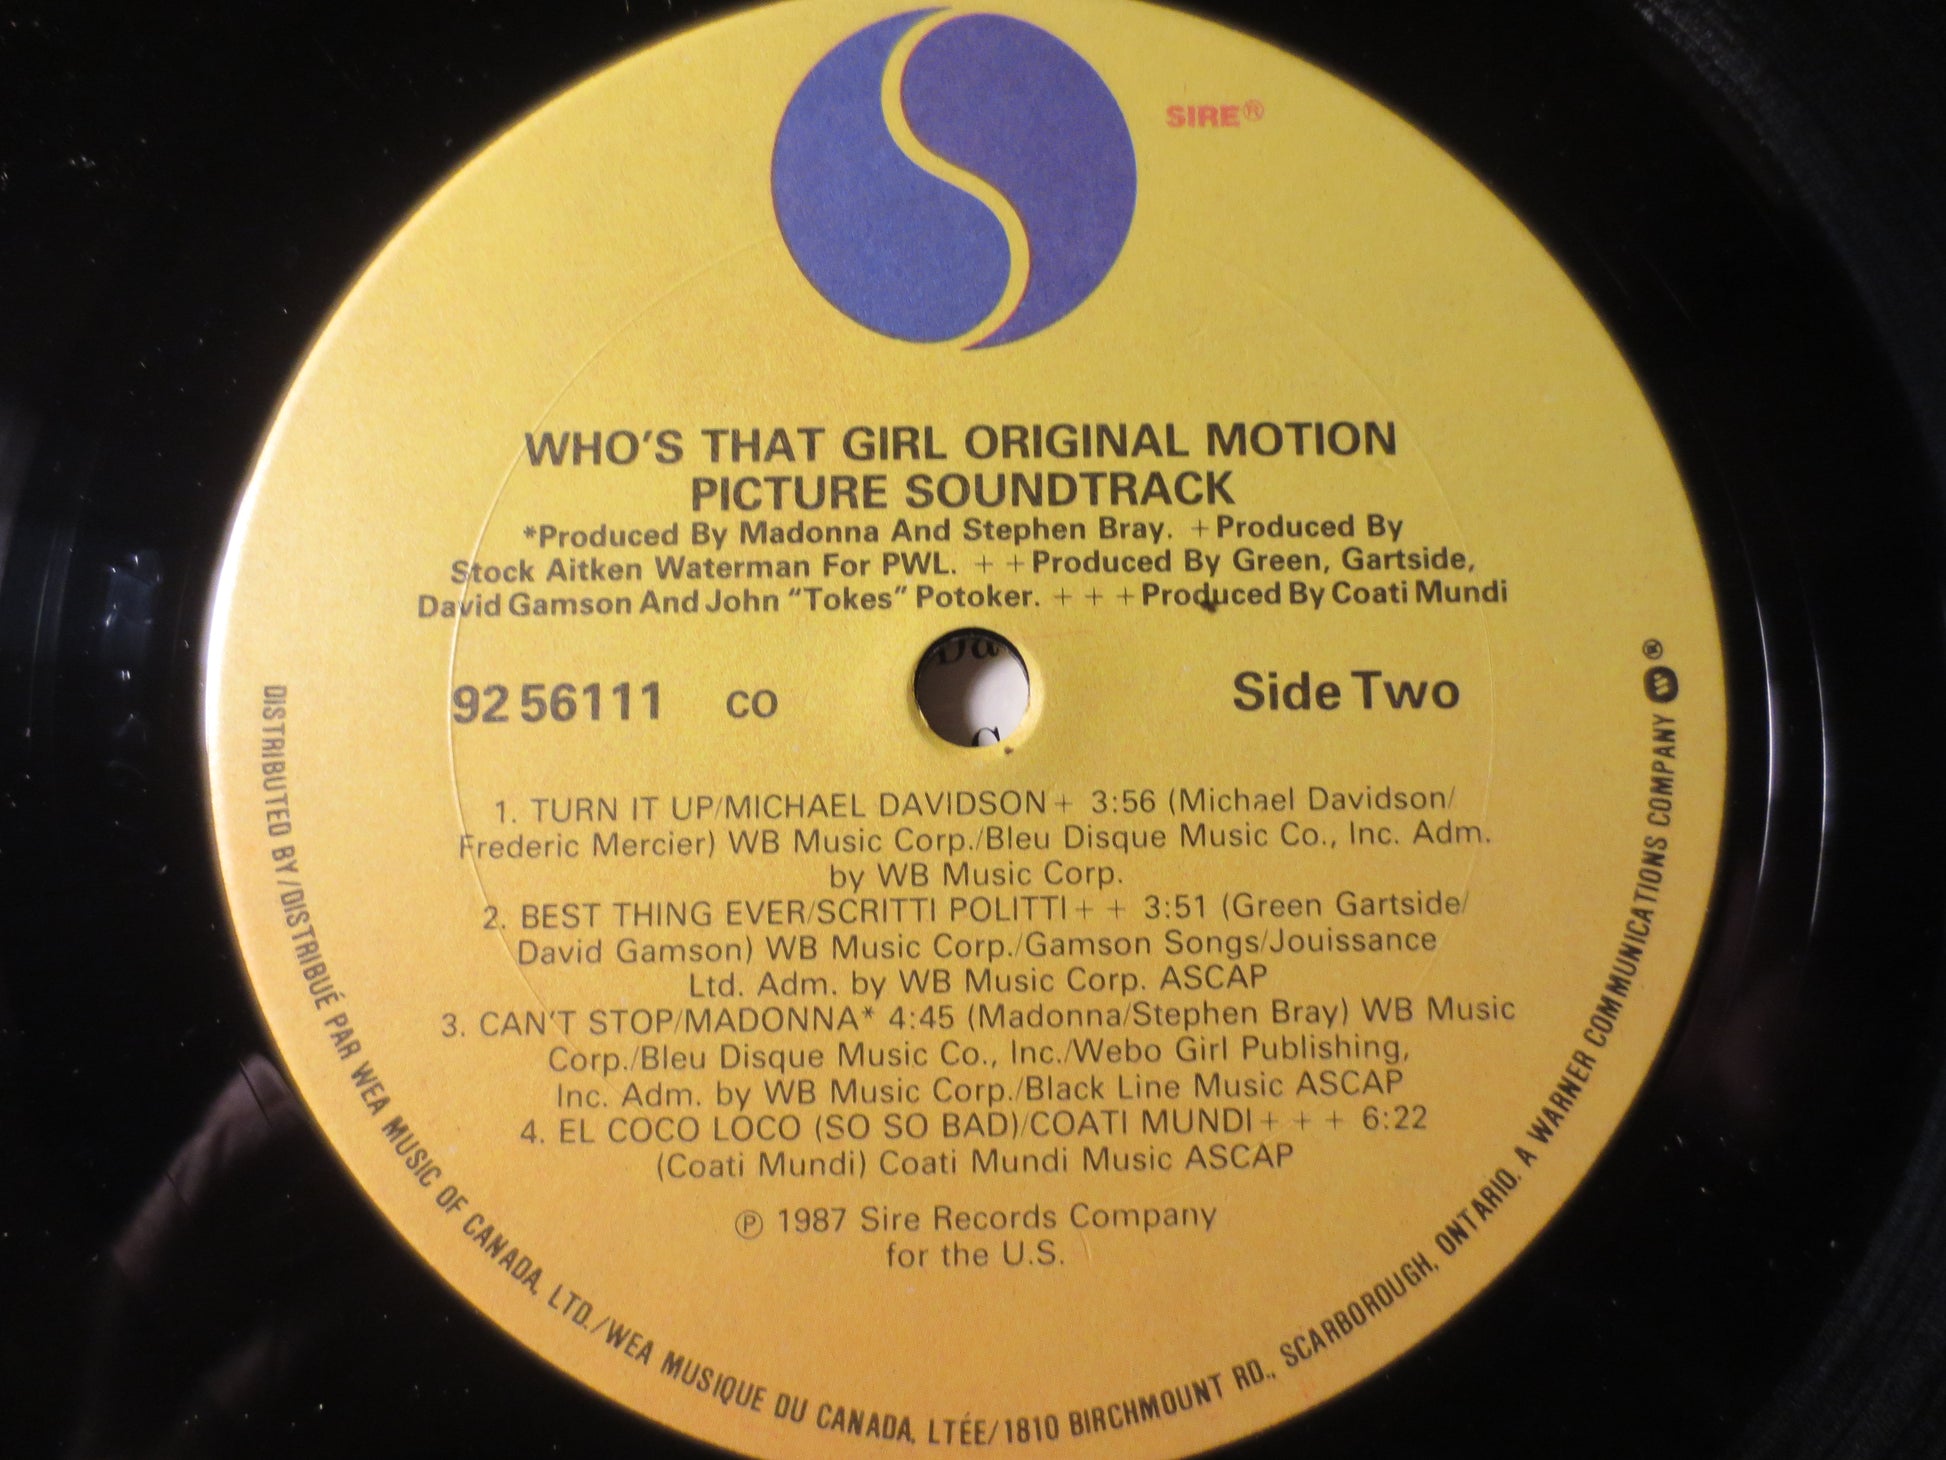 SIRE®
WHO'S THAT GIRL ORIGINAL MOTION
PICTURE SOUNDTRACK
*Produced By Madonna And Stephen Bray. +Produced By
Stock Aitken Waterman For PWL. + +Produced By Green, Gartside,
David Gamson And John "Tokes" Potoker. + + +Produced By Coati Mundi
92 56111 CO Side Two
1. TURN IT UP/MICHAEL DAVIDSON+ 3:56 (Michael Davidson/
Frederic Mercier) WB Music Corp./Bleu Disque Music Co., Inc. Adm.
by WB Music Corp.
2. BEST THING EVER/SCRITTI POLITTI+ + 3:51 (Green Gartside/
David Gamson) WB Music Corp./Gamson Songs/Jouissance
Ltd. Adm. by WB Music Corp. ASCAP
3. CAN'T STOP/MADONNA* 4:45 (Madonna/Stephen Bray) WB Music
Corp./Bleu Disque Music Co., Inc./Webo Girl Publishing,
Inc. Adm. by WB Music Corp./Black Line Music ASCAP
4. EL COCO LOCO (SO SO BAD)/COATI MUNDI+ + + 6:22
(Coati Mundi) Coati Mundi Music ASCAP
℗ 1987 Sire Records Company
for the U.S.
DISTRIBUTED BY/DISTRIBUÉ PAR WEA MUSIC OF CANADA, LTD./WEA MUSIQUE DU CANADA, LTÉE/1810 BIRCHMOUNT RD., SCARBOROUGH, ONTARIO. A WARNER COMMUNICATIONS COMPANY W®